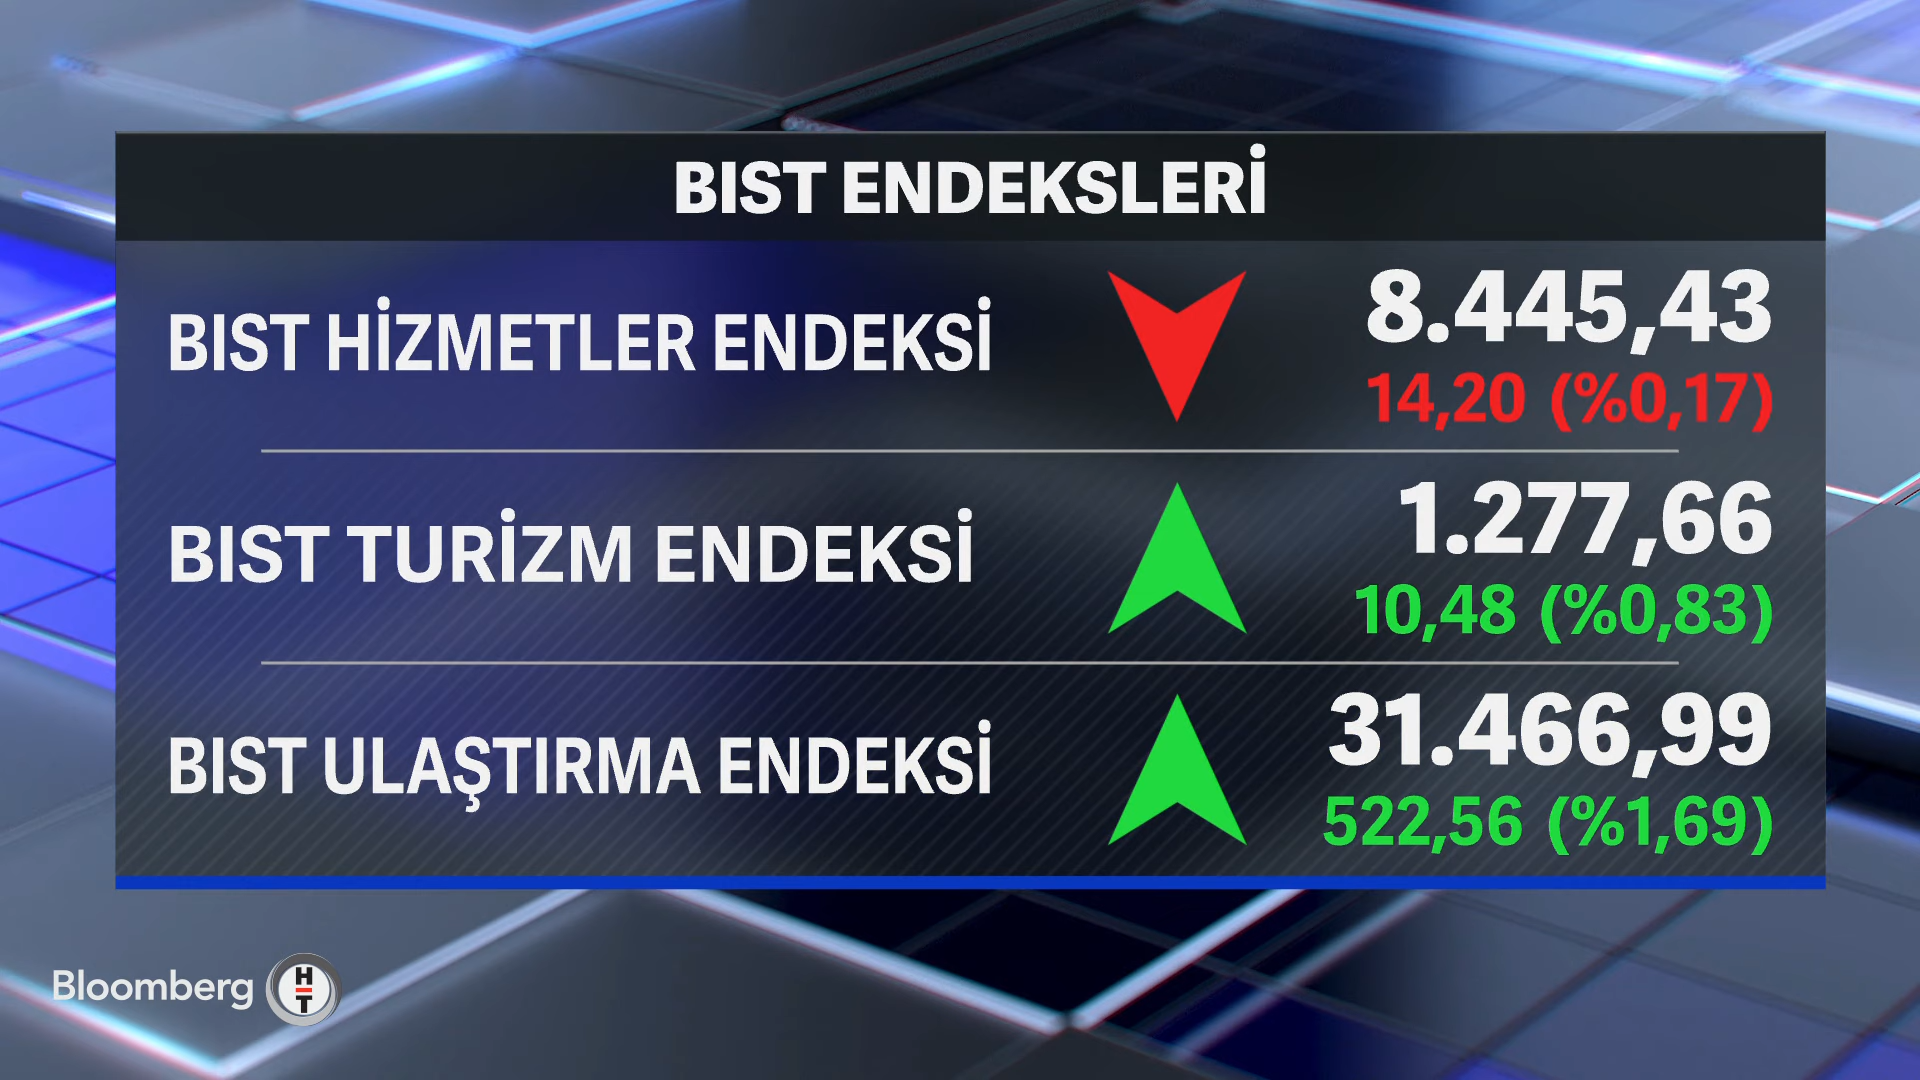 BIST ENDEKSLERİ
BIST HİZMETLER ENDEKSİ
8.445,43
14,20 (%0,17)
BIST TURİZM ENDEKSİ
1.277,66
10,48 (%0,83)
BIST ULAŞTIRMA ENDEKSİ
31.466,99
522,56 (%1,69)
Bloomberg HT